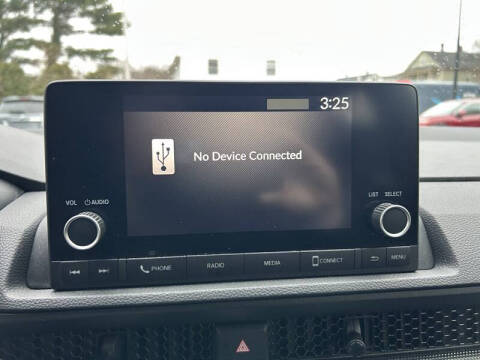 3:25
No Device Connected
VOL AUDIO
LIST SELECT
PHONE RADIO MEDIA CONNECT MENU